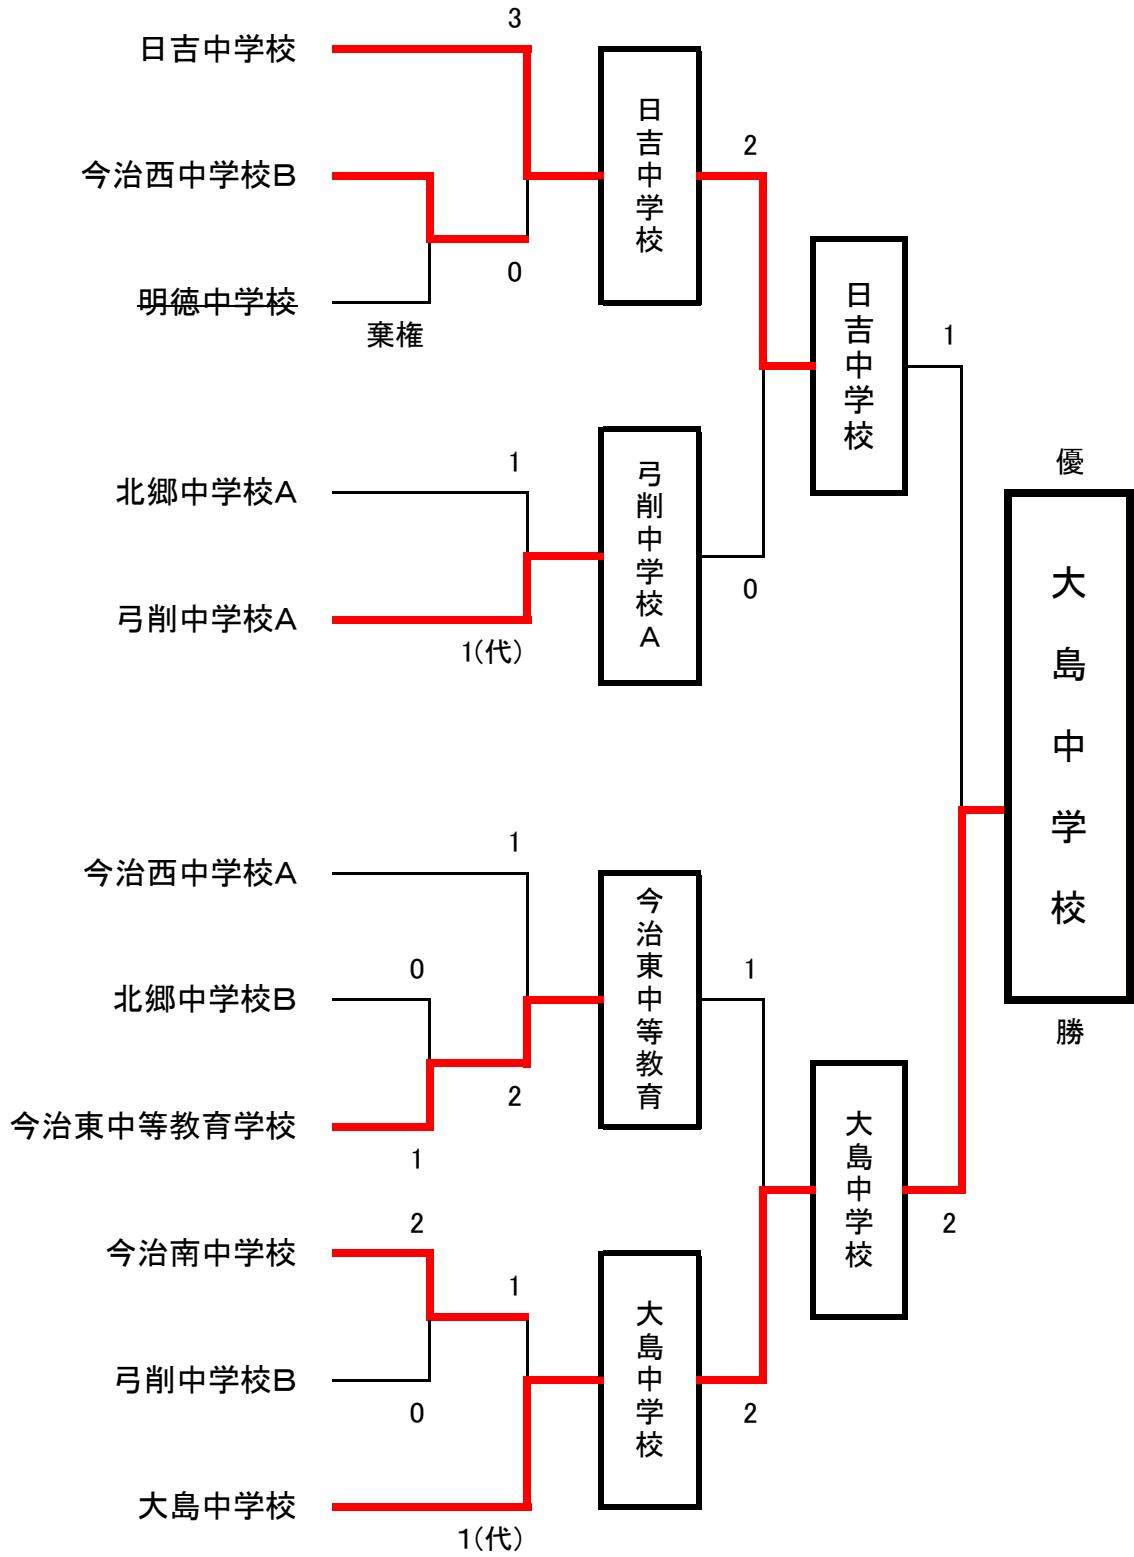 3
日吉中学校
日吉中学校
2
今治西中学校B
0
明徳中学校
棄権
日吉中学校
1
北郷中学校A
1
弓削中学校A
0
弓削中学校A
1(代)
優
大島中学校
勝
1
今治西中学校A
今治東中等教育
1
0
北郷中学校B
2
今治東中等教育学校
1
大島中学校
2
2
今治南中学校
1
大島中学校
2
弓削中学校B
0
大島中学校
1(代)